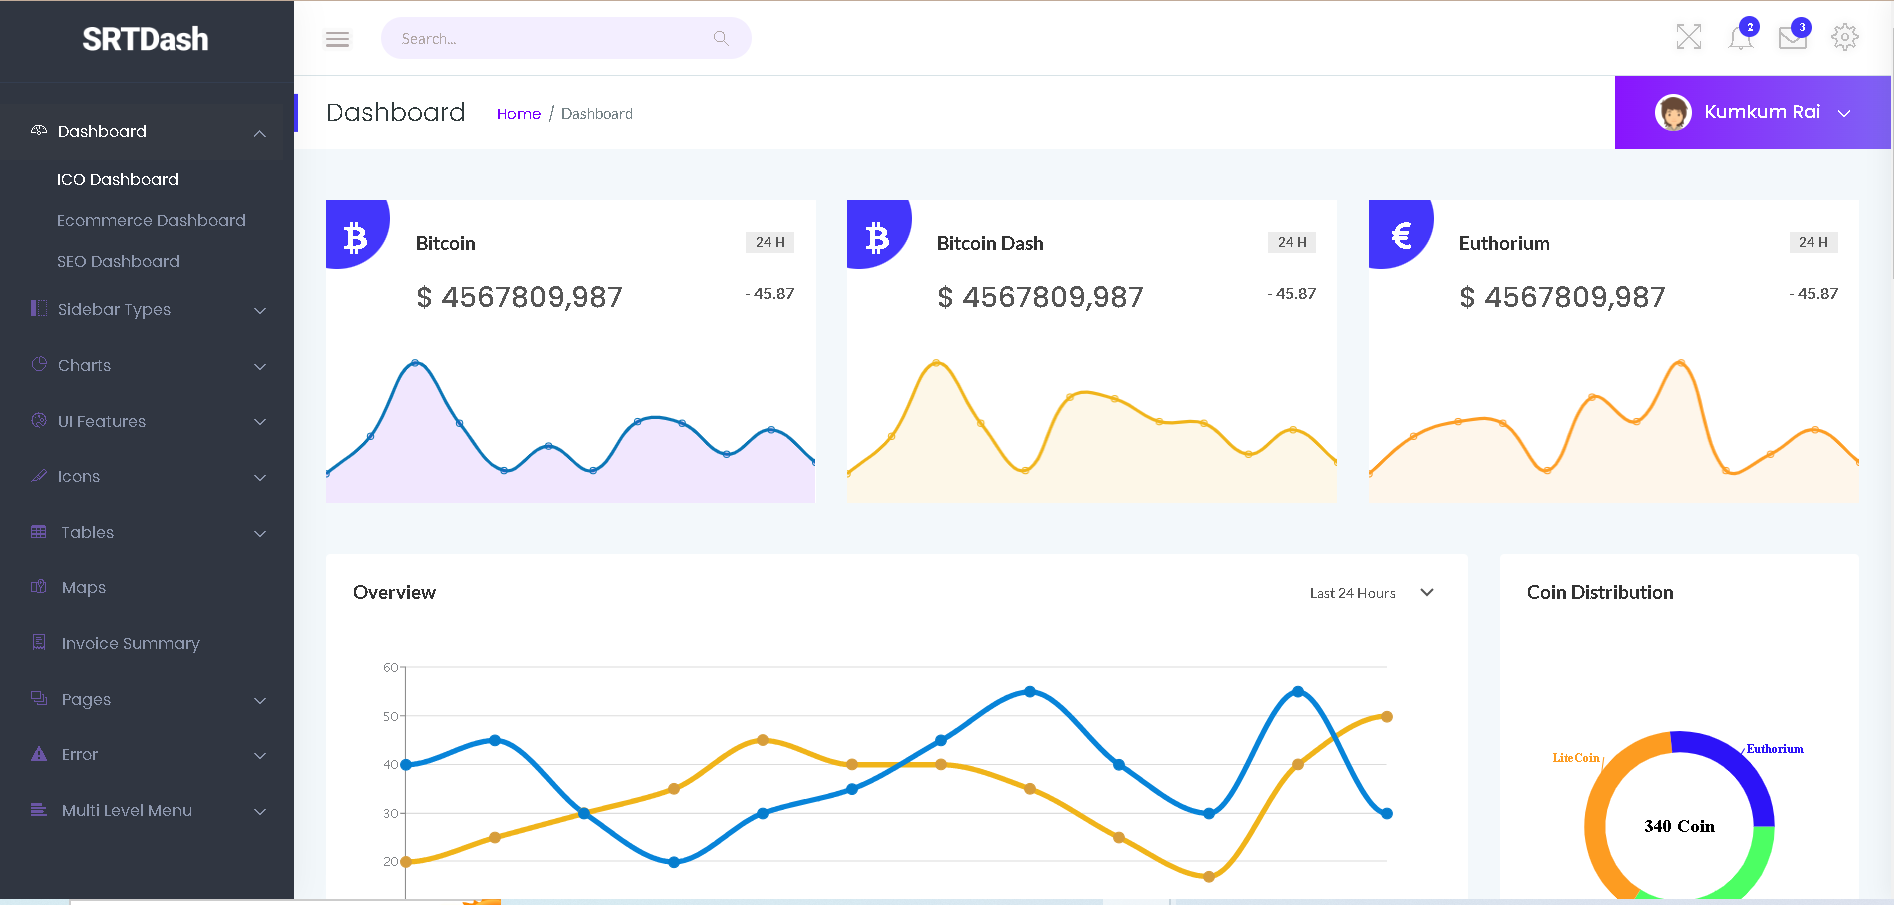 SRTDash
Search...
2
3
Dashboard
Home / Dashboard
Kumkum Rai
Dashboard
ICO Dashboard
Ecommerce Dashboard
SEO Dashboard
Sidebar Types
Charts
UI Features
Icons
Tables
Maps
Invoice Summary
Pages
Error
Multi Level Menu
Bitcoin
24 H
$ 4567809,987
- 45.87
Bitcoin Dash
24 H
$ 4567809,987
- 45.87
Euthorium
24 H
$ 4567809,987
- 45.87
Overview
Last 24 Hours
60
50
40
30
20
Coin Distribution
LiteCoin
Euthorium
340 Coin